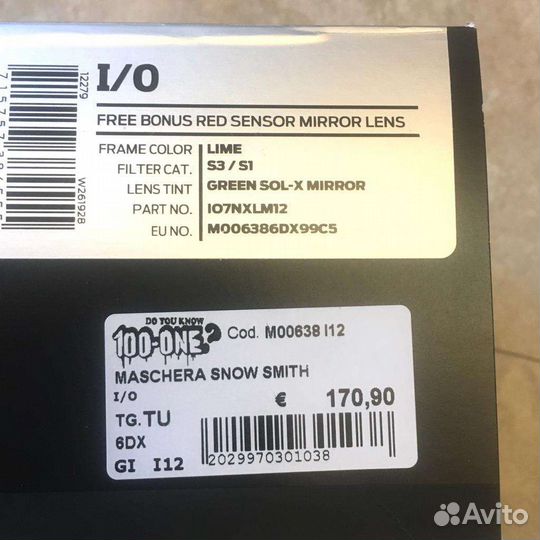 I/O
FREE BONUS RED SENSOR MIRROR LENS
FRAME COLOR LIME
FILTER CAT. S3 / S1
LENS TINT GREEN SOL-X MIRROR
PART NO. IO7NXLM12
EU NO. M006386DX99C5
12279
W261928
DO YOU KNOW
100-ONE?
Cod. M00638 I12
MASCHERA SNOW SMITH
I/O
€ 170,90
TG. TU
6DX
GI I12
2029970301038
Avito